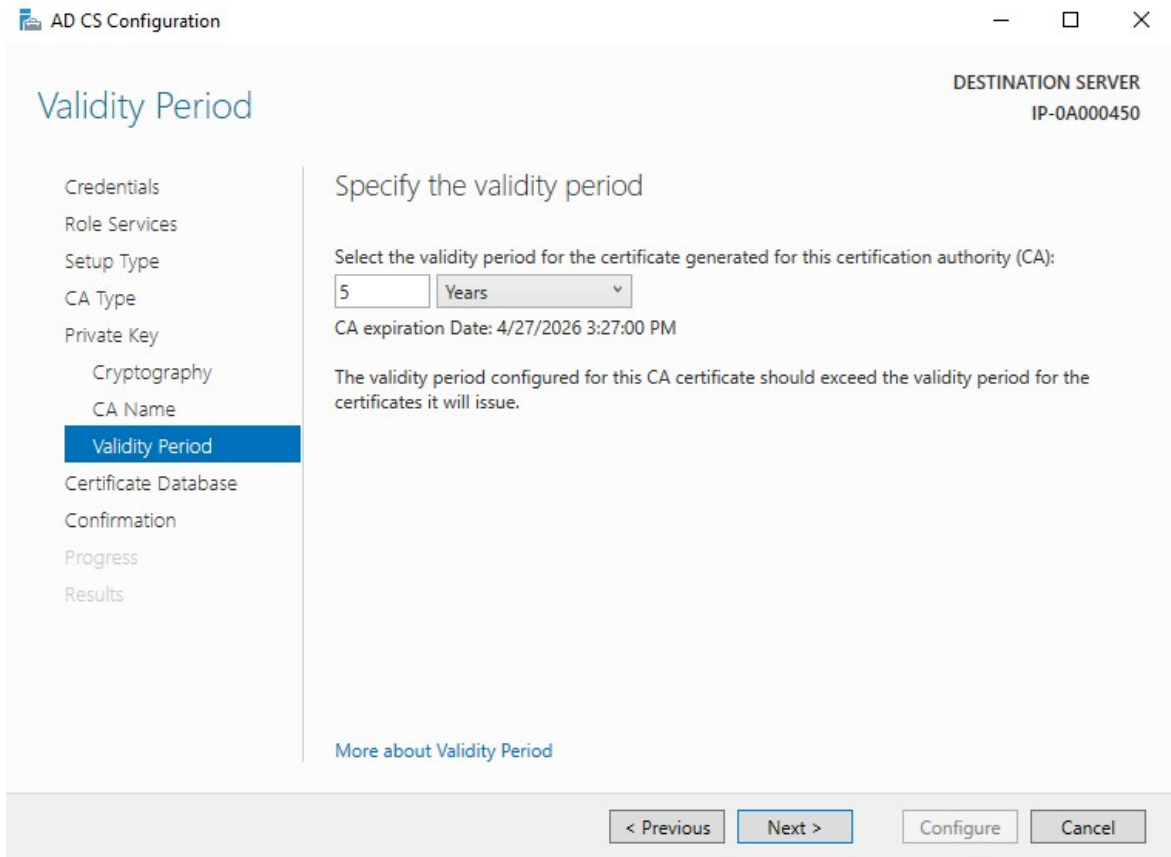 AD CS Configuration
Validity Period
DESTINATION SERVER
IP-0A000450
Credentials
Role Services
Setup Type
CA Type
Private Key
Cryptography
CA Name
Validity Period
Certificate Database
Confirmation
Progress
Results
Specify the validity period
Select the validity period for the certificate generated for this certification authority (CA):
5 Years
CA expiration Date: 4/27/2026 3:27:00 PM
The validity period configured for this CA certificate should exceed the validity period for the
certificates it will issue.
More about Validity Period
< Previous Next > Configure Cancel